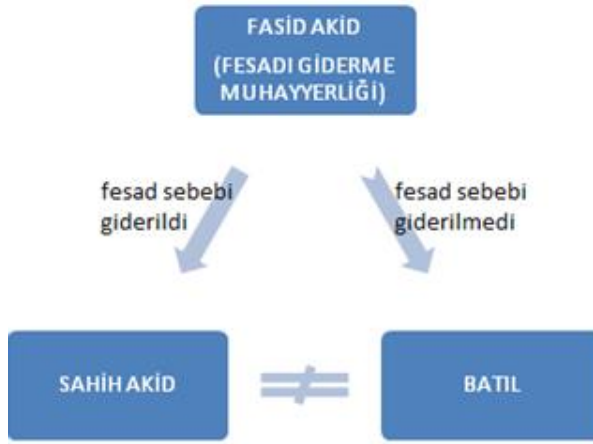 FASİD AKİD
(FESADI GİDERME
MUHAYYERLİĞİ)
fesad sebebi
giderildi
fesad sebebi
giderilmedi
SAHİH AKİD
BATIL